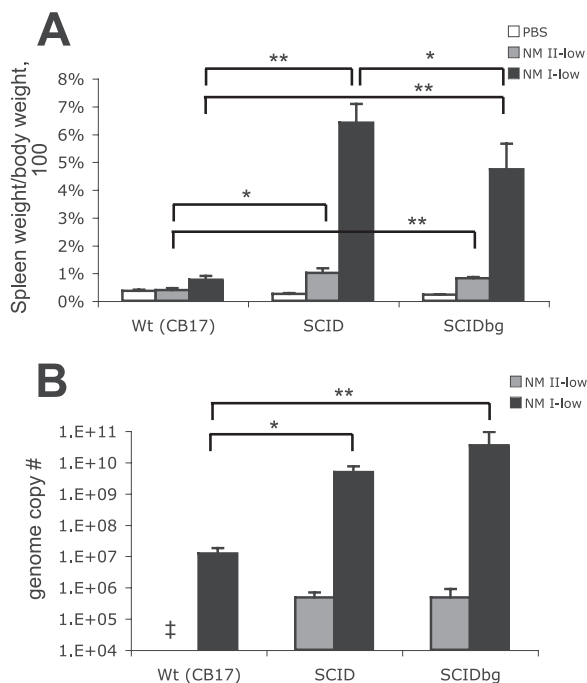 A
PBS
NM II-low
NM I-low
Spleen weight/body weight,
100
8%
7%
6%
5%
4%
3%
2%
1%
0%
**
*
**
*
**
Wt (CB17)
SCID
SCIDbg
B
NM II-low
NM I-low
genome copy #
1.E+11
1.E+10
1.E+09
1.E+08
1.E+07
1.E+06
1.E+05
1.E+04
**
*
‡
Wt (CB17)
SCID
SCIDbg